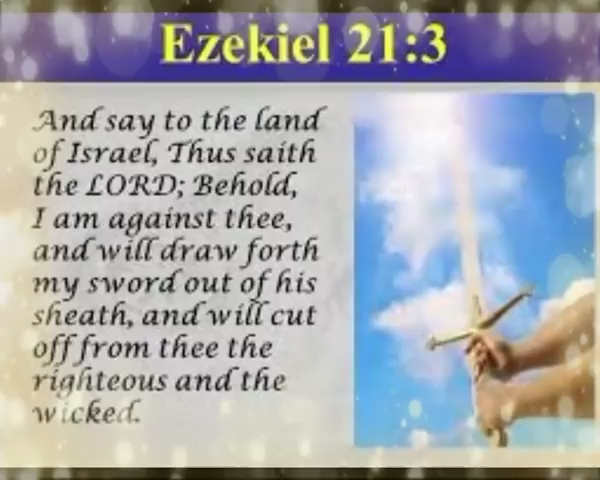 Ezekiel 21:3
And say to the land
of Israel, Thus saith
the LORD; Behold,
I am against thee,
and will draw forth
my sword out of his
sheath, and will cut
off from thee the
righteous and the
wicked.